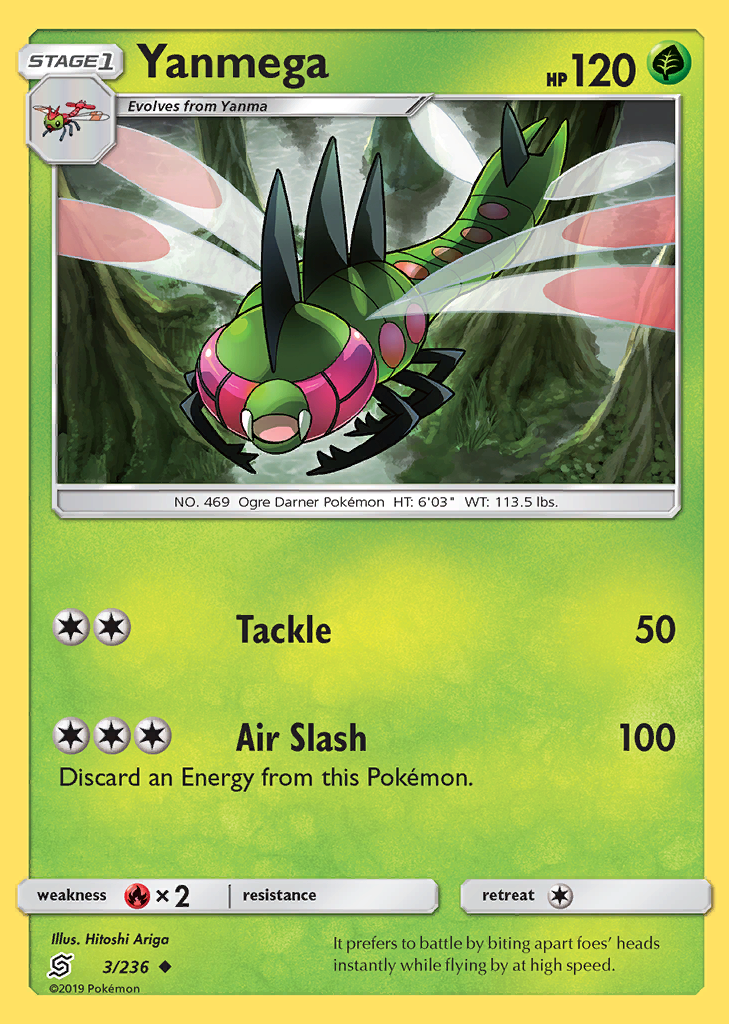 STAGE1
Yanmega
HP 120
Evolves from Yanma
NO. 469 Ogre Darner Pokémon HT: 6'03" WT: 113.5 lbs.
Tackle 50
Air Slash 100
Discard an Energy from this Pokémon.
weakness × 2 resistance retreat
Illus. Hitoshi Ariga
3/236
©2019 Pokémon
It prefers to battle by biting apart foes' heads
instantly while flying by at high speed.